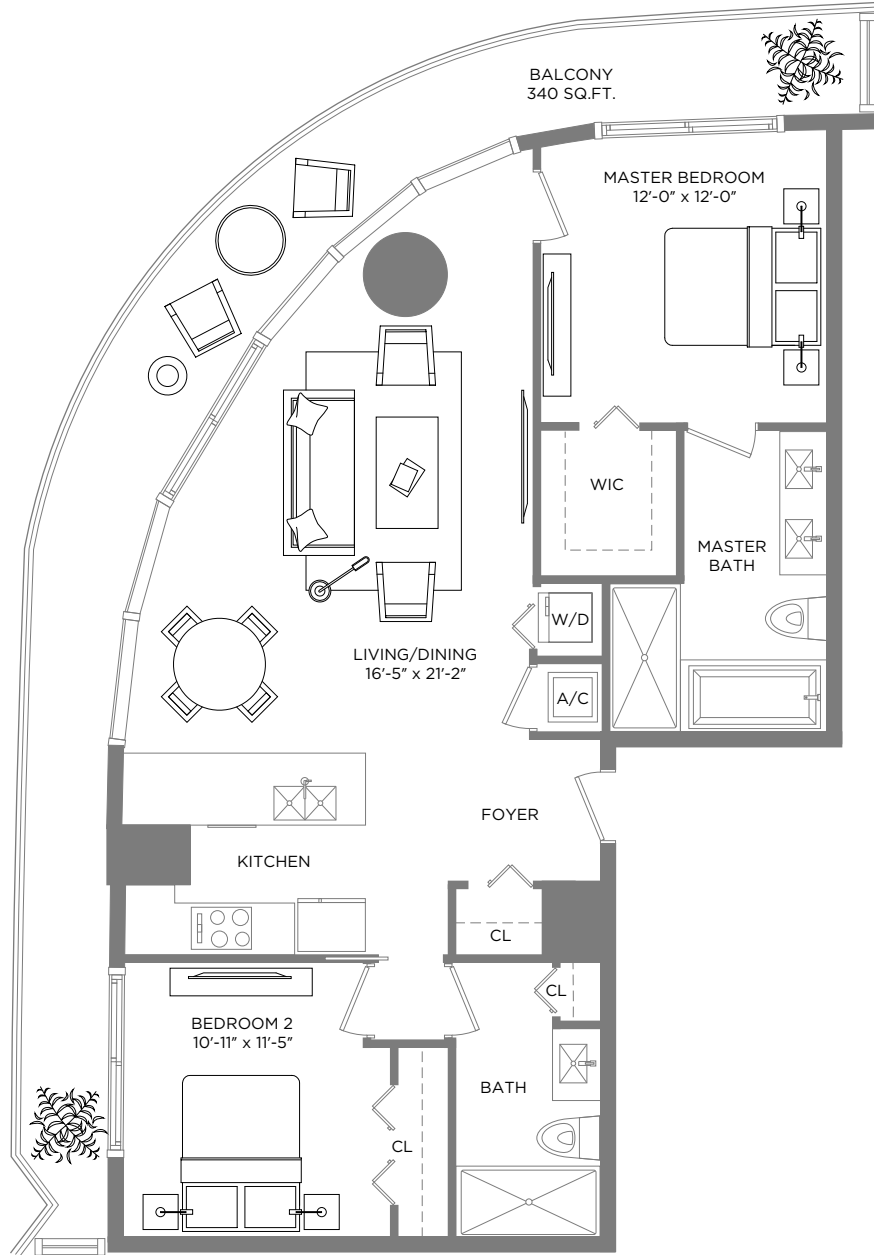 BALCONY
340 SQ.FT.
MASTER BEDROOM
12'-0" x 12'-0"
WIC
MASTER
BATH
W/D
LIVING/DINING
16'-5" x 21'-2"
A/C
FOYER
KITCHEN
CL
CL
BEDROOM 2
10'-11" x 11'-5"
BATH
CL